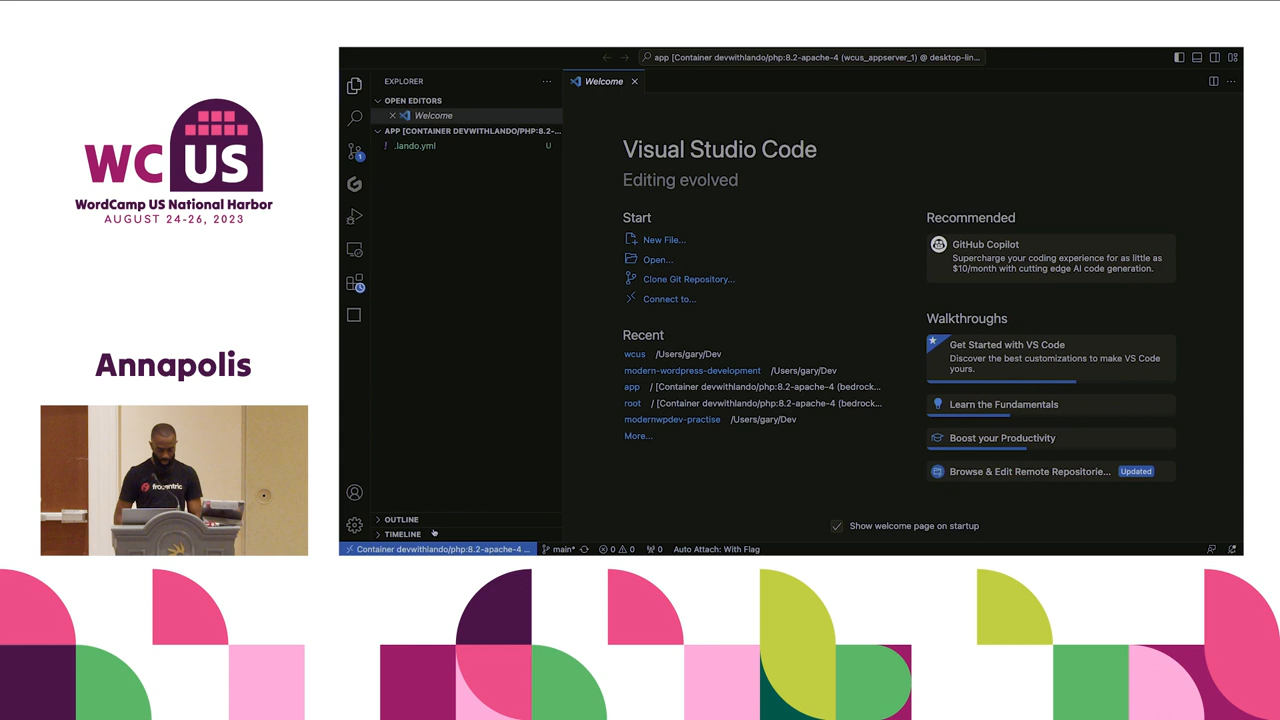 WC US
WordCamp US National Harbor
AUGUST 24-26, 2023
Annapolis
frocentric
app [Container devwithlando/php:8.2-apache-4 (wcus_appserver_1) @ desktop-lin...
EXPLORER
OPEN EDITORS
Welcome
APP [CONTAINER DEVWITHLANDO/PHP:8.2-...
! .lando.yml U
1
OUTLINE
TIMELINE
Welcome
Visual Studio Code
Editing evolved
Start
New File...
Open...
Clone Git Repository...
Connect to...
Recent
wcus /Users/gary/Dev
modern-wordpress-development /Users/gary/Dev
app / [Container devwithlando/php:8.2-apache-4 (bedrock...
root / [Container devwithlando/php:8.2-apache-4 (bedrock...
modernwpdev-practise /Users/gary/Dev
More...
Recommended
GitHub Copilot
Supercharge your coding experience for as little as
$10/month with cutting edge AI code generation.
Walkthroughs
Get Started with VS Code
Discover the best customizations to make VS Code
yours.
Learn the Fundamentals
Boost your Productivity
Browse & Edit Remote Repositorie... Updated
Show welcome page on startup
Container devwithlando/php:8.2-apache-4 ... main* 0 0 0 Auto Attach: With Flag